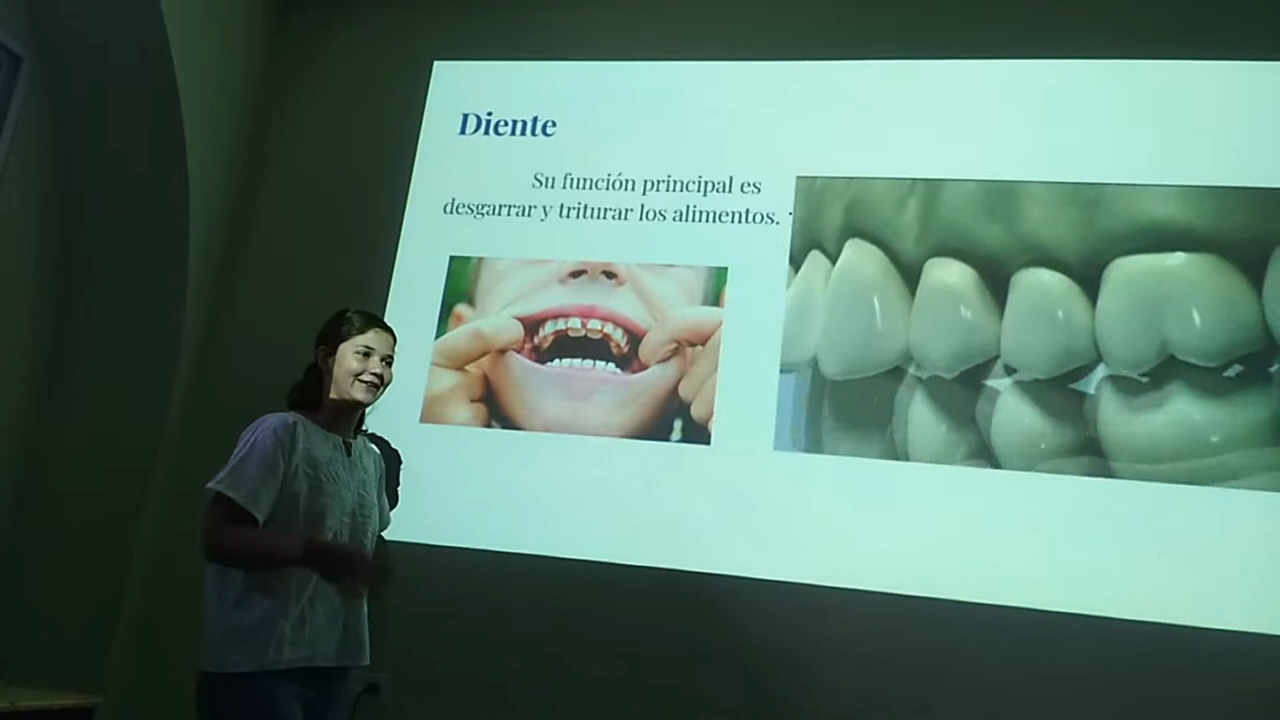 Diente
Su función principal es
desgarrar y triturar los alimentos.